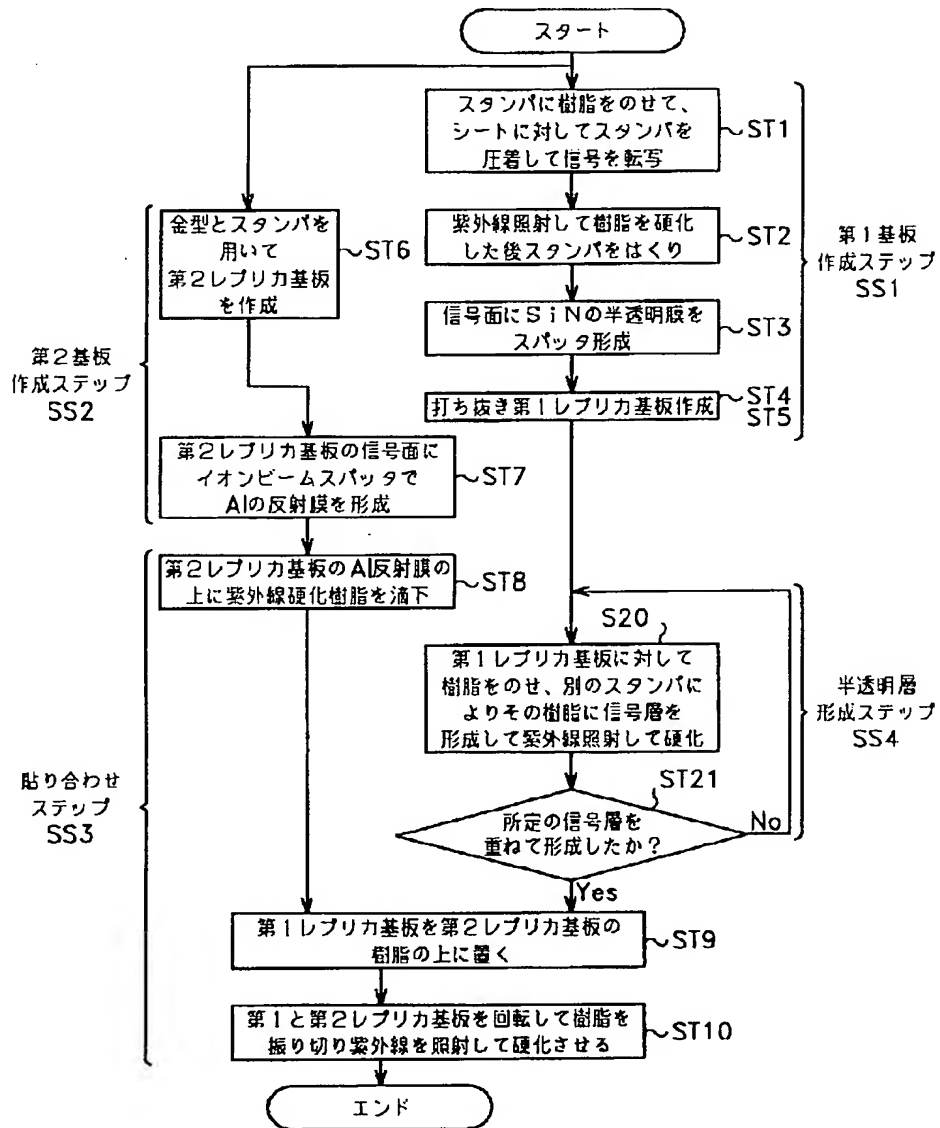 スタート
スタンパに樹脂をのせて、
シートに対してスタンパを
圧着して信号を転写
ST1
紫外線照射して樹脂を硬化
した後スタンパをはくり
ST2
信号面にSiNの半透明膜を
スパッタ形成
ST3
打ち抜き第1レプリカ基板作成
ST4
ST5
第1基板
作成ステップ
SS1
金型とスタンパを
用いて
第2レプリカ基板
を作成
ST6
第2基板
作成ステップ
SS2
第2レプリカ基板の信号面に
イオンビームスパッタで
Alの反射膜を形成
ST7
第2レプリカ基板のAl反射膜の
上に紫外線硬化樹脂を滴下
ST8
S20
第1レプリカ基板に対して
樹脂をのせ、別のスタンパに
よりその樹脂に信号層を
形成して紫外線照射して硬化
半透明層
形成ステップ
SS4
ST21
所定の信号層を
重ねて形成したか?
No
Yes
貼り合わせ
ステップ
SS3
第1レプリカ基板を第2レプリカ基板の
樹脂の上に置く
ST9
第1と第2レプリカ基板を回転して樹脂を
振り切り紫外線を照射して硬化させる
ST10
エンド